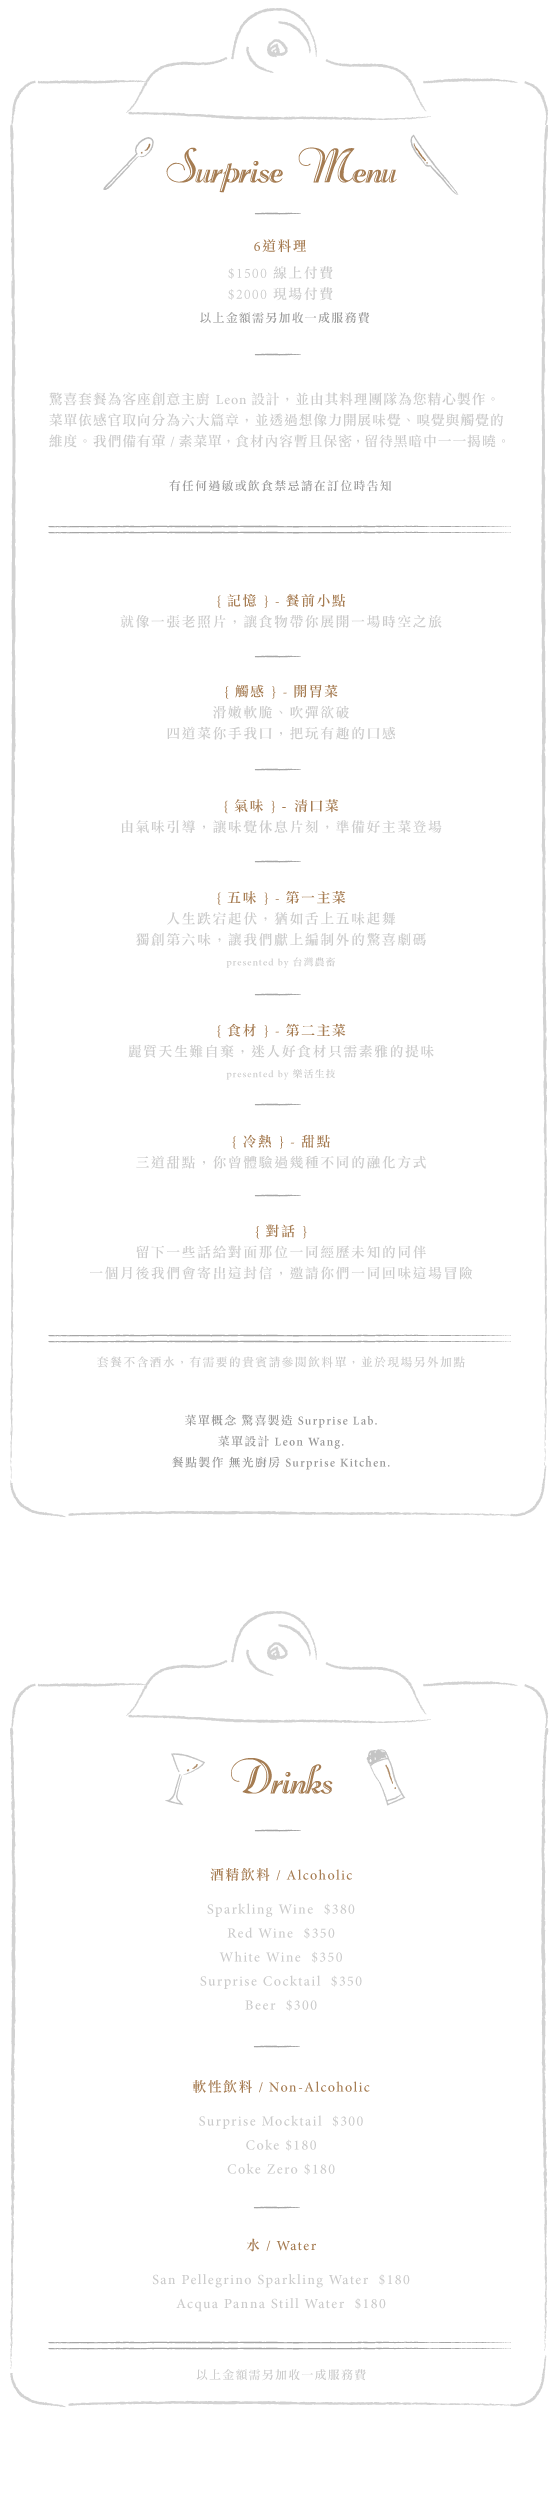 Surprise Menu
6道料理
$1500 線上付費
$2000 現場付費
以上金額需另加收一成服務費
驚喜套餐為客座創意主廚 Leon 設計，並由其料理團隊為您精心製作。
菜單依感官取向分為六大篇章，並透過想像力開展味覺、嗅覺與觸覺的
維度。我們備有葷 / 素菜單，食材內容暫且保密，留待黑暗中一一揭曉。
有任何過敏或飲食禁忌請在訂位時告知
{ 記憶 } - 餐前小點
就像一張老照片，讓食物帶你展開一場時空之旅
{ 觸感 } - 開胃菜
滑嫩軟脆、吹彈欲破
四道菜你手我口，把玩有趣的口感
{ 氣味 } - 清口菜
由氣味引導，讓味覺休息片刻，準備好主菜登場
{ 五味 } - 第一主菜
人生跌宕起伏，猶如舌上五味起舞
獨創第六味，讓我們獻上編制外的驚喜劇碼
presented by 台灣農畜
{ 食材 } - 第二主菜
麗質天生難自棄，迷人好食材只需素雅的提味
presented by 樂活生技
{ 冷熱 } - 甜點
三道甜點，你曾體驗過幾種不同的融化方式
{ 對話 }
留下一些話給對面那位一同經歷未知的同伴
一個月後我們會寄出這封信，邀請你們一同回味這場冒險
套餐不含酒水，有需要的貴賓請參閱飲料單，並於現場另外加點
菜單概念 驚喜製造 Surprise Lab.
菜單設計 Leon Wang.
餐點製作 無光廚房 Surprise Kitchen.
Drinks
酒精飲料 / Alcoholic
Sparkling Wine $380
Red Wine $350
White Wine $350
Surprise Cocktail $350
Beer $300
軟性飲料 / Non-Alcoholic
Surprise Mocktail $300
Coke $180
Coke Zero $180
水 / Water
San Pellegrino Sparkling Water $180
Acqua Panna Still Water $180
以上金額需另加收一成服務費